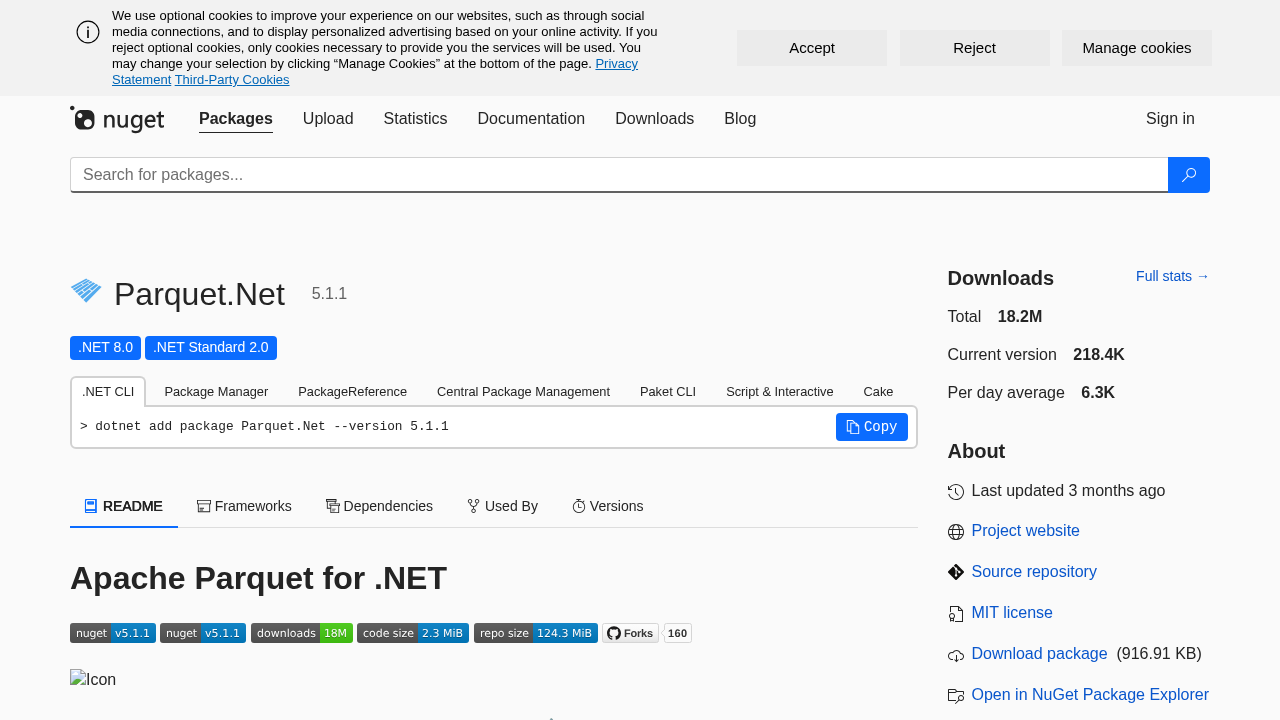 We use optional cookies to improve your experience on our websites, such as through social
media connections, and to display personalized advertising based on your online activity. If you
reject optional cookies, only cookies necessary to provide you the services will be used. You
may change your selection by clicking “Manage Cookies” at the bottom of the page. Privacy
Statement Third-Party Cookies
Accept
Reject
Manage cookies
nuget
Packages
Upload
Statistics
Documentation
Downloads
Blog
Sign in
Search for packages...
Parquet.Net 5.1.1
.NET 8.0 .NET Standard 2.0
.NET CLI
Package Manager
PackageReference
Central Package Management
Paket CLI
Script & Interactive
Cake
> dotnet add package Parquet.Net --version 5.1.1
Copy
README
Frameworks
Dependencies
Used By
Versions
Apache Parquet for .NET
nuget v5.1.1
nuget v5.1.1
downloads 18M
code size 2.3 MiB
repo size 124.3 MiB
Forks 160
Icon
Downloads
Full stats →
Total 18.2M
Current version 218.4K
Per day average 6.3K
About
Last updated 3 months ago
Project website
Source repository
MIT license
Download package (916.91 KB)
Open in NuGet Package Explorer